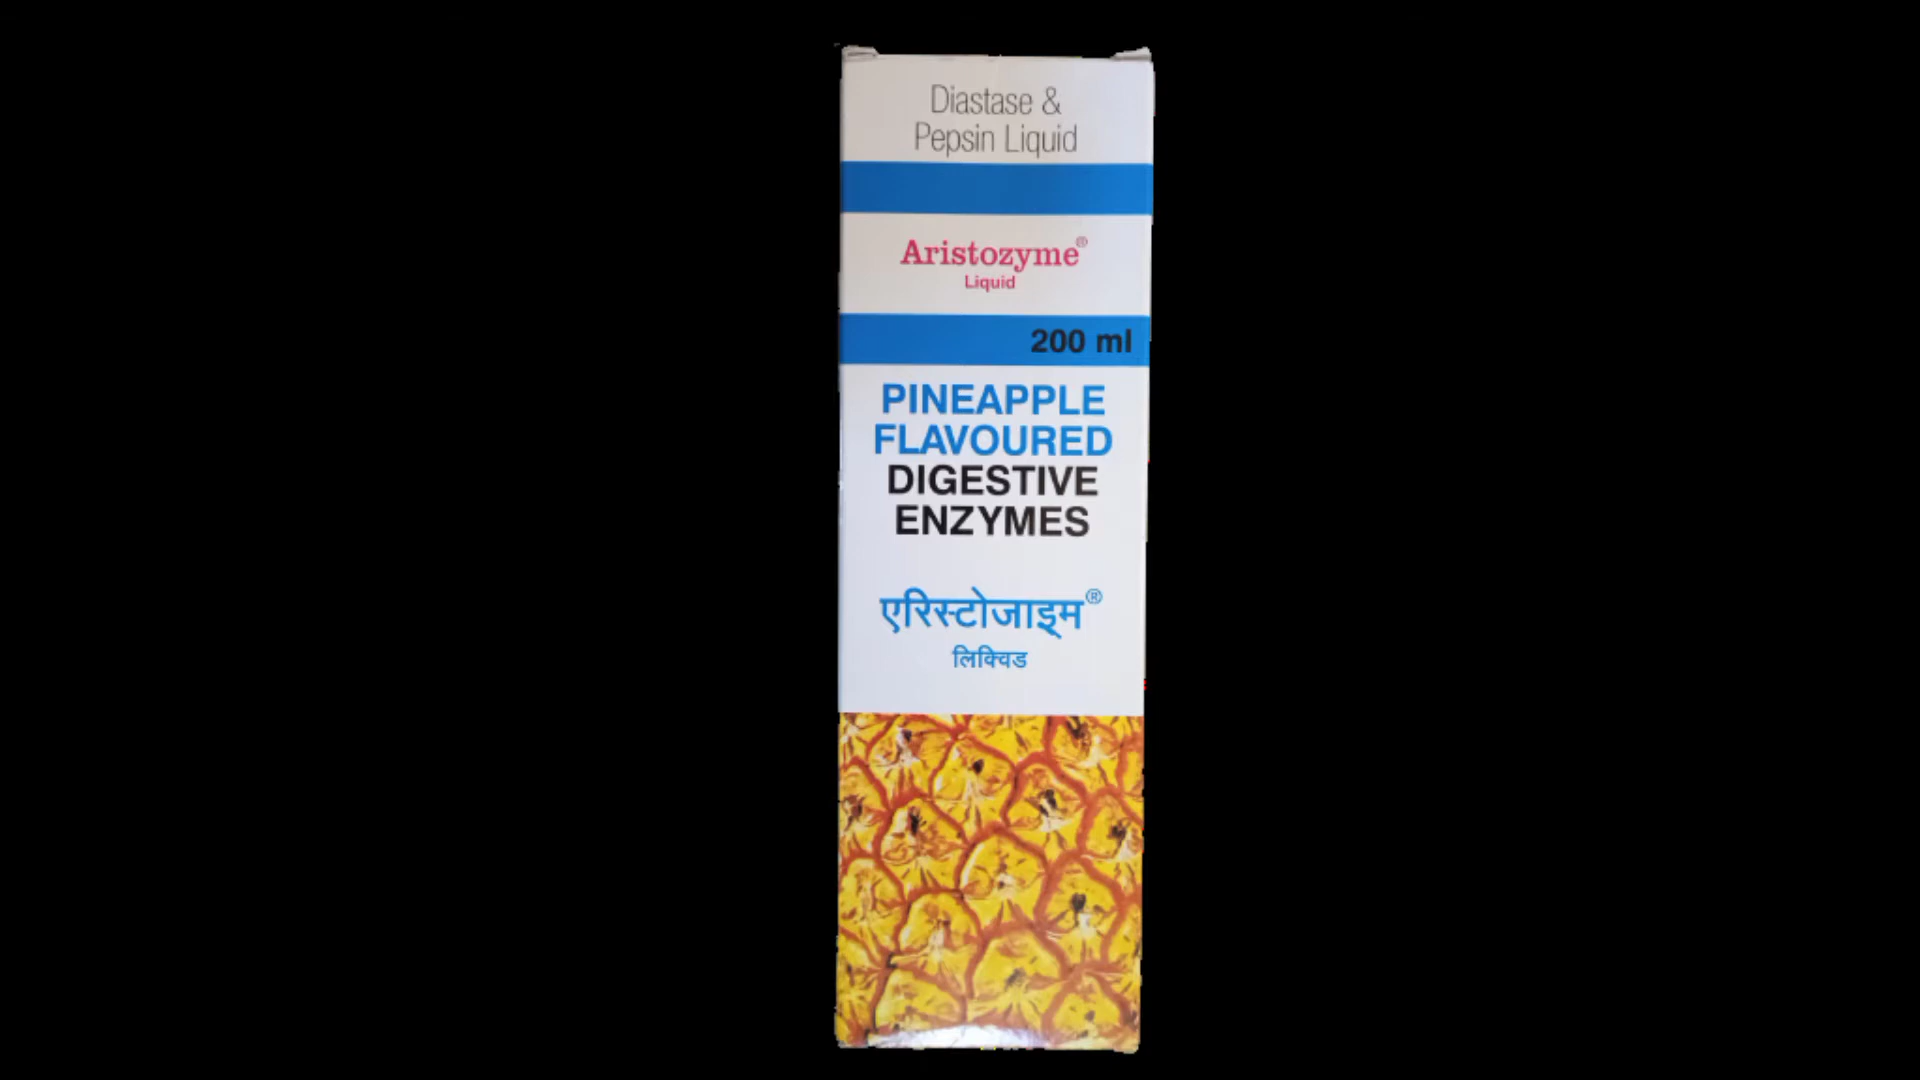 Diastase &
Pepsin Liquid
Aristozyme®
Liquid
200 ml
PINEAPPLE
FLAVOURED
DIGESTIVE
ENZYMES
एरिस्टोजाइम®
लिक्विड